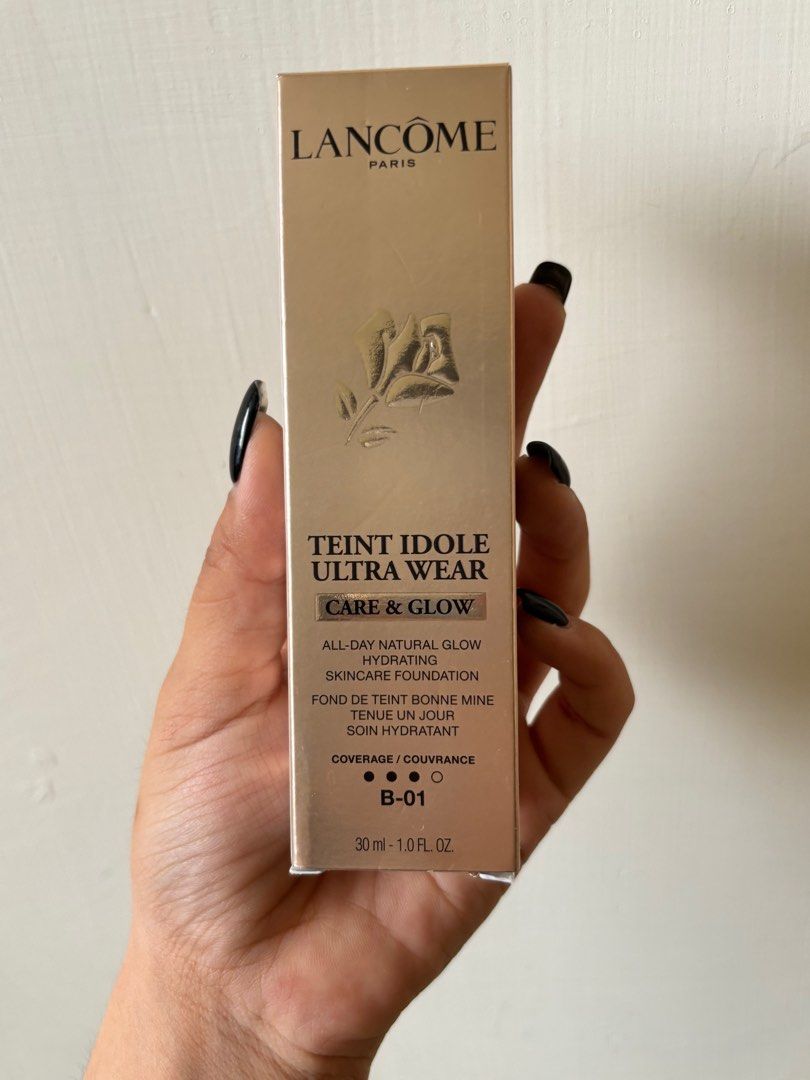 LANCÔME
PARIS
TEINT IDOLE
ULTRA WEAR
CARE & GLOW
ALL-DAY NATURAL GLOW
HYDRATING
SKINCARE FOUNDATION
FOND DE TEINT BONNE MINE
TENUE UN JOUR
SOIN HYDRATANT
COVERAGE / COUVRANCE
B-01
30 ml - 1.0 FL. OZ.